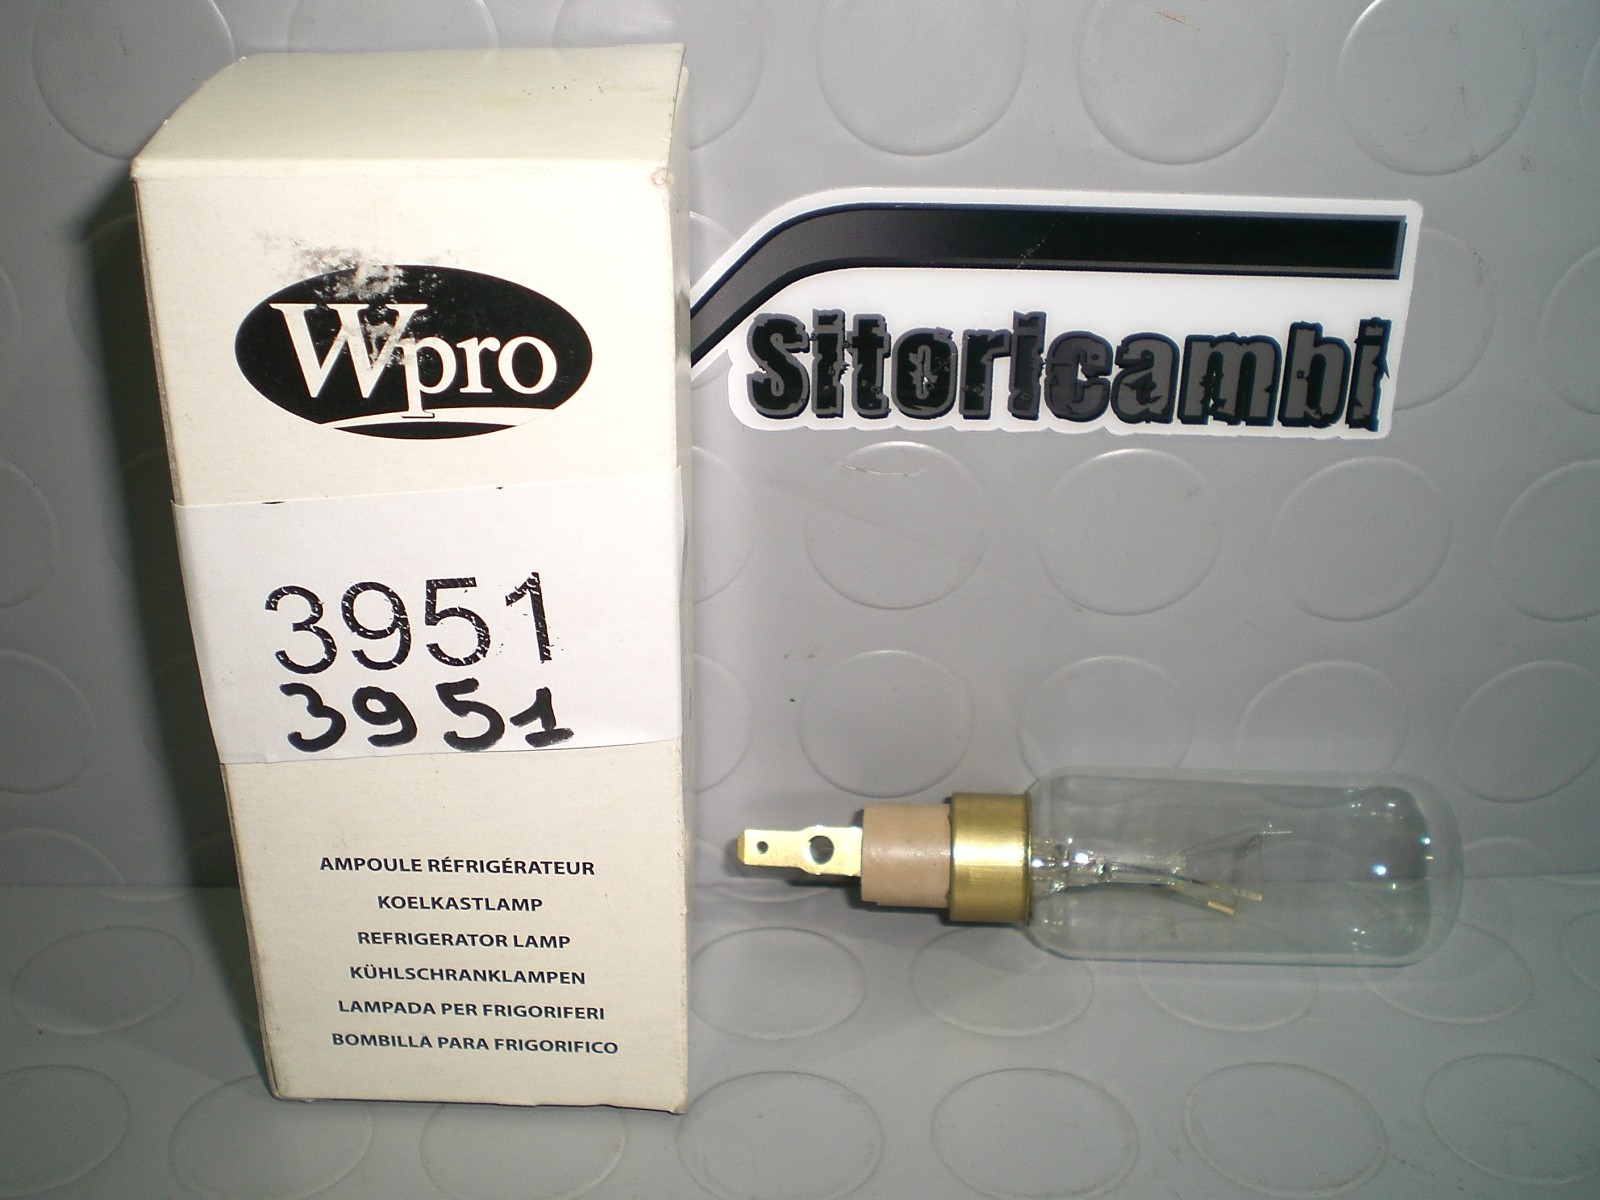 Wpro
Sitoricambi
3951
3951
AMPOULE RÉFRIGÉRATEUR
KOELKASTLAMP
REFRIGERATOR LAMP
KÜHLSCHRANKLAMPEN
LAMPADA PER FRIGORIFERI
BOMBILLA PARA FRIGORIFICO